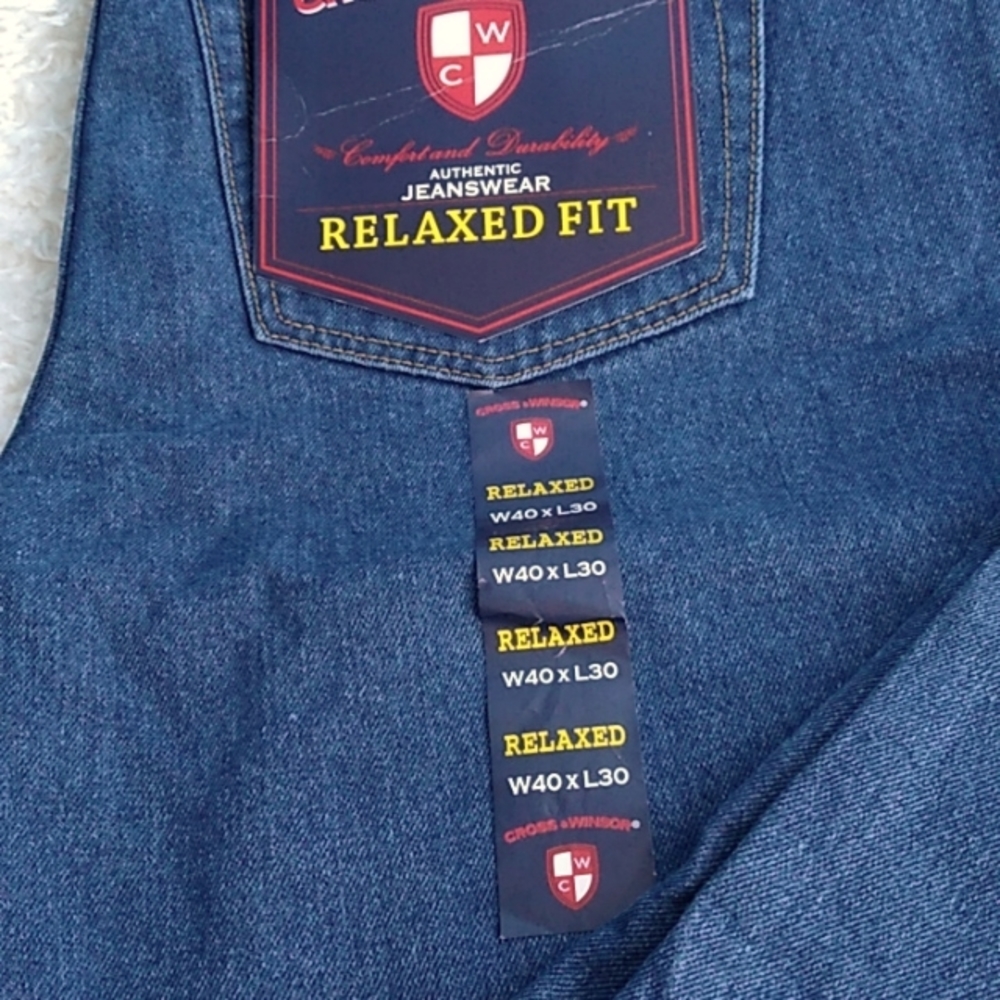 W
C
Comfort and Durability
AUTHENTIC
JEANSWEAR
RELAXED FIT
CROSS & WINSOR®
W
C
RELAXED
W40 x L30
RELAXED
W40 x L30
RELAXED
W40 x L30
RELAXED
W40 x L30
CROSS & WINSOR®
W
C